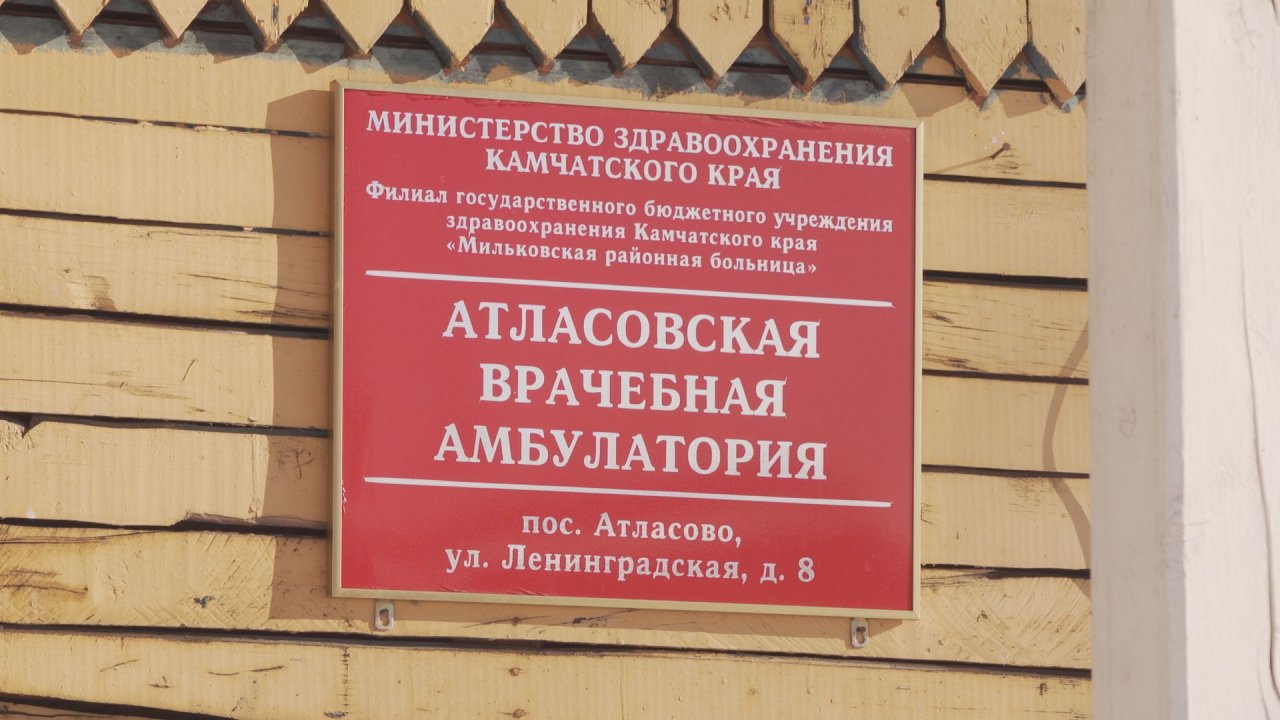 МИНИСТЕРСТВО ЗДРАВООХРАНЕНИЯ
КАМЧАТСКОГО КРАЯ
Филиал государственного бюджетного учреждения
здравоохранения Камчатского края
«Мильковская районная больница»
АТЛАСОВСКАЯ
ВРАЧЕБНАЯ
АМБУЛАТОРИЯ
пос. Атласово,
ул. Ленинградская, д. 8